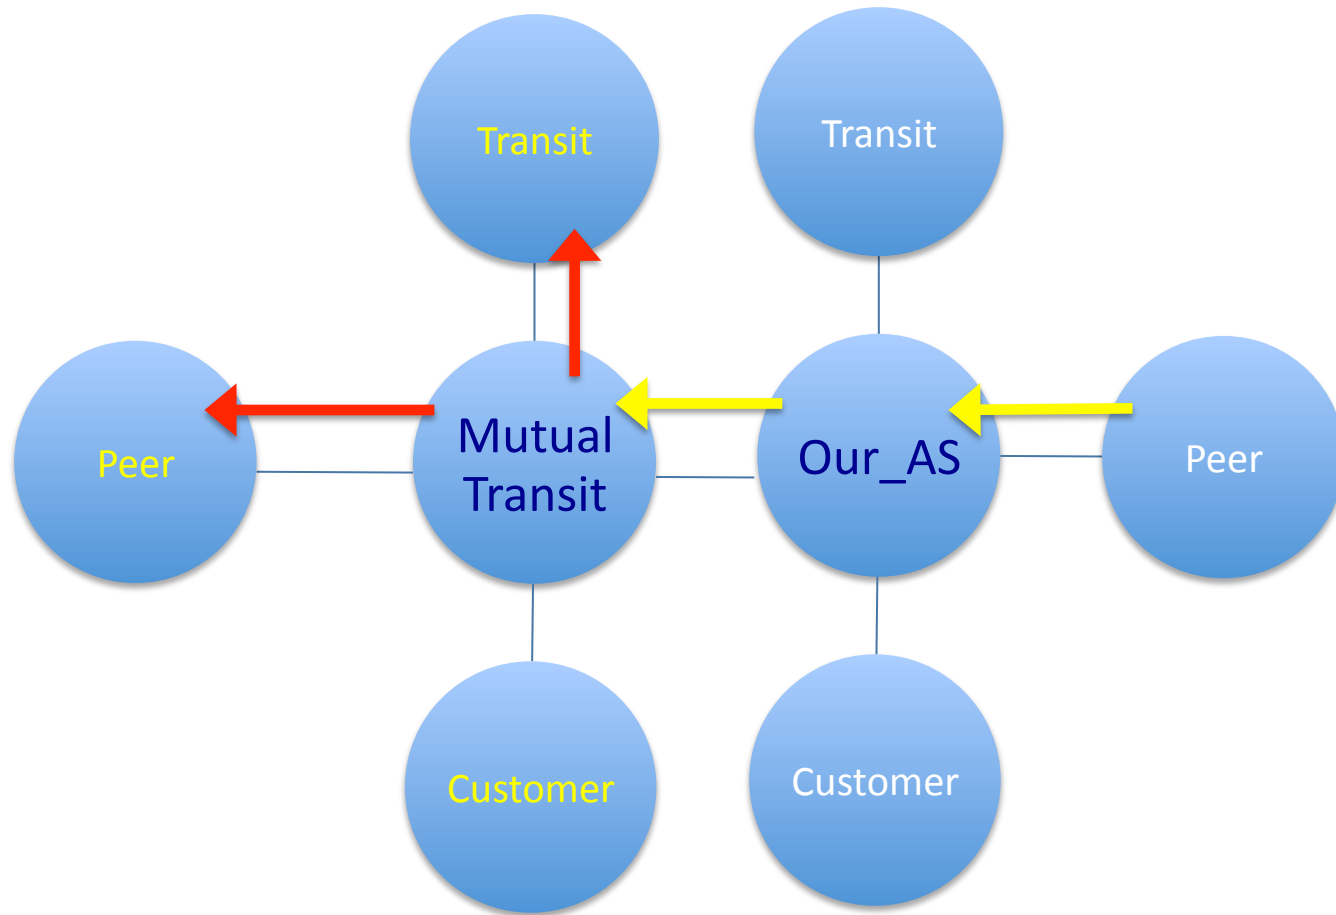 Transit
Transit
Peer
Mutual
Transit
Our_AS
Peer
Customer
Customer